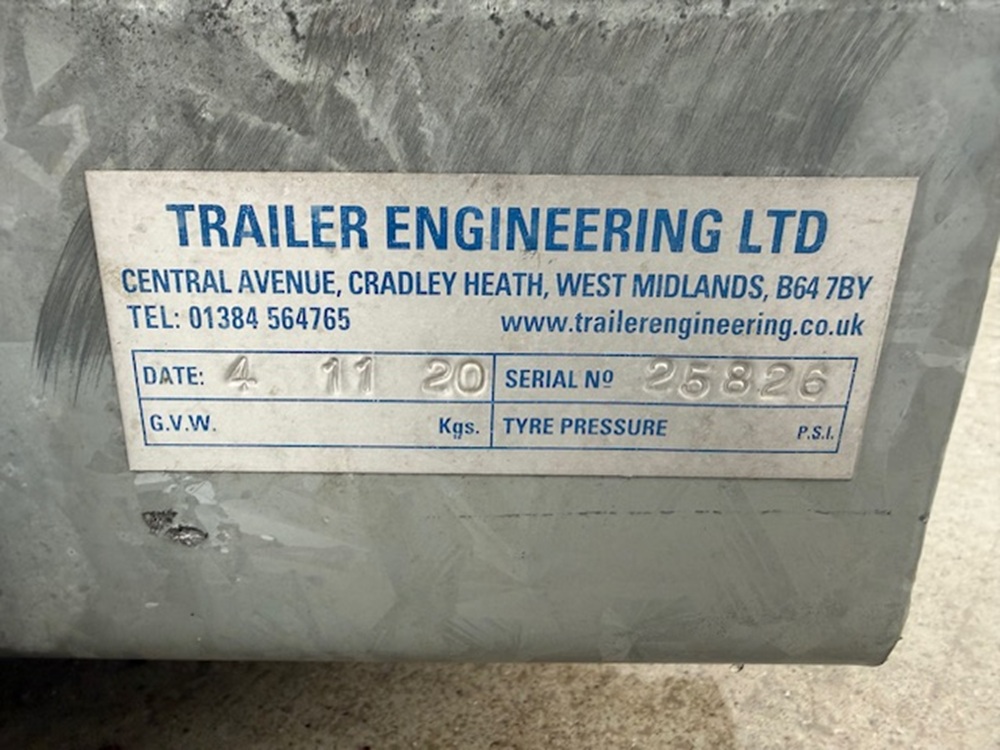 TRAILER ENGINEERING LTD
CENTRAL AVENUE, CRADLEY HEATH, WEST MIDLANDS, B64 7BY
TEL: 01384 564765 www.trailerengineering.co.uk
DATE: 4 11 20 SERIAL Nº 25826
G.V.W. Kgs. TYRE PRESSURE P.S.I.